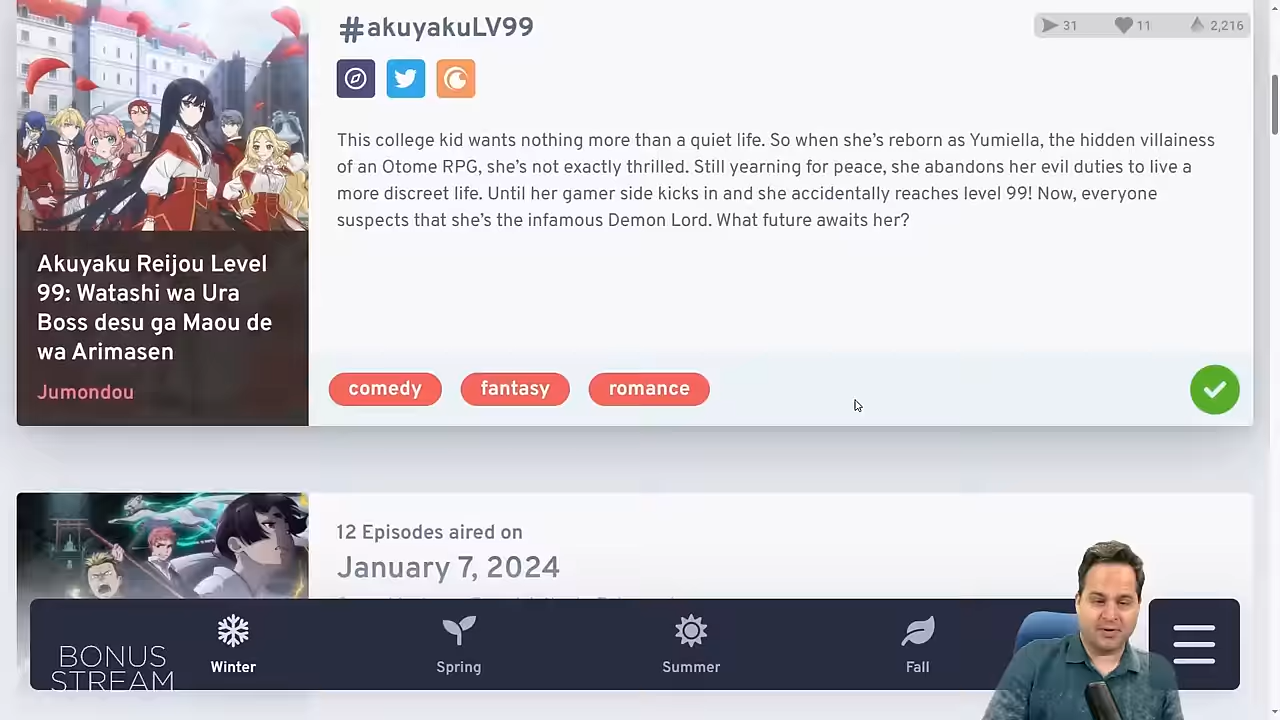 #akuyakuLV99
31
11
2,216
This college kid wants nothing more than a quiet life. So when she’s reborn as Yumiella, the hidden villainess
of an Otome RPG, she’s not exactly thrilled. Still yearning for peace, she abandons her evil duties to live a
more discreet life. Until her gamer side kicks in and she accidentally reaches level 99! Now, everyone
suspects that she’s the infamous Demon Lord. What future awaits her?
Akuyaku Reijou Level
99: Watashi wa Ura
Boss desu ga Maou de
wa Arimasen
Jumondou
comedy
fantasy
romance
12 Episodes aired on
January 7, 2024
Winter
Spring
Summer
Fall
BONUS
STREAM